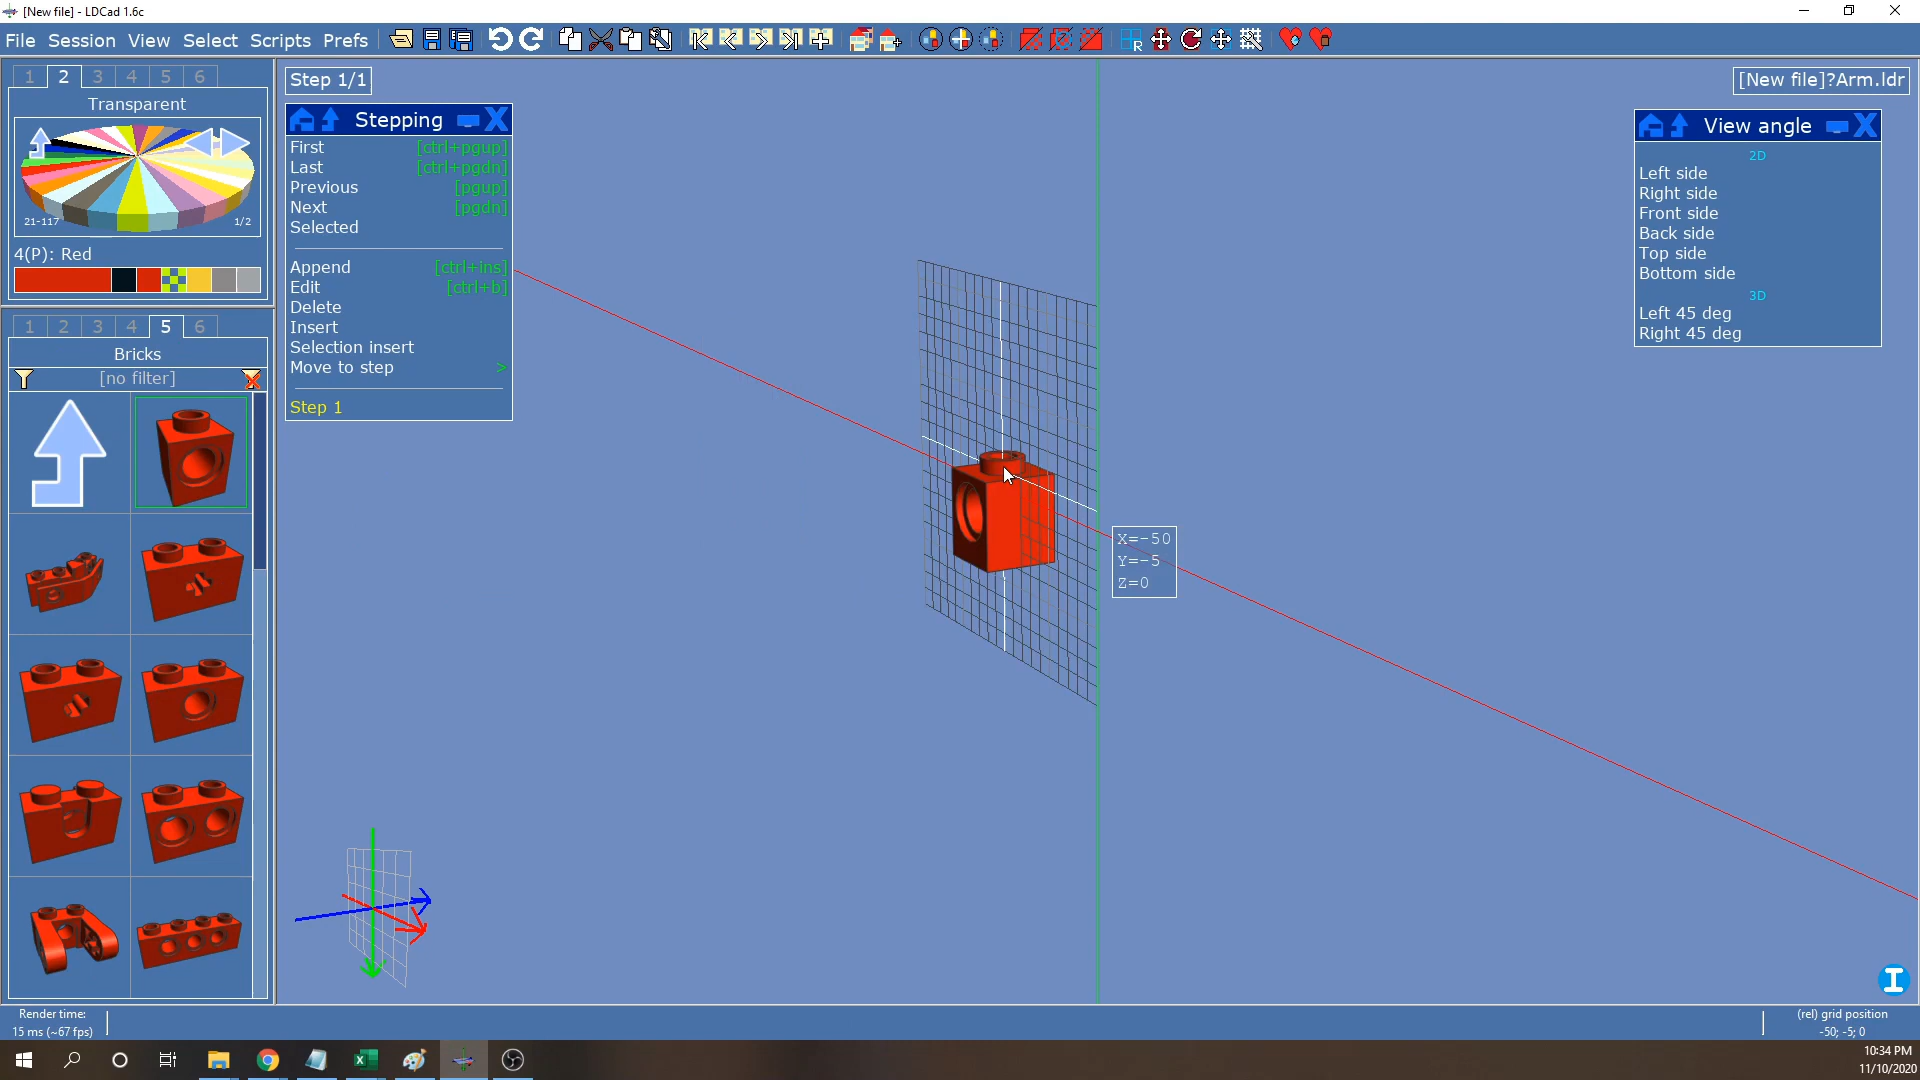 [New file] - LDCad 1.6c
File Session View Select Scripts Prefs
1 2 3 4 5 6
Transparent
21-117 1/2
4(P): Red
1 2 3 4 5 6
Bricks
[no filter]
Step 1/1
Stepping
First [ctrl+pgup]
Last [ctrl+pgdn]
Previous [pgup]
Next [pgdn]
Selected
Append [ctrl+ins]
Edit [ctrl+b]
Delete
Insert
Selection insert
Move to step >
Step 1
X=-50
Y=-5
Z=0
[New file]?Arm.ldr
View angle
2D
Left side
Right side
Front side
Back side
Top side
Bottom side
3D
Left 45 deg
Right 45 deg
Render time:
15 ms (~67 fps)
(rel) grid position
-50; -5; 0
10:34 PM
11/10/2020